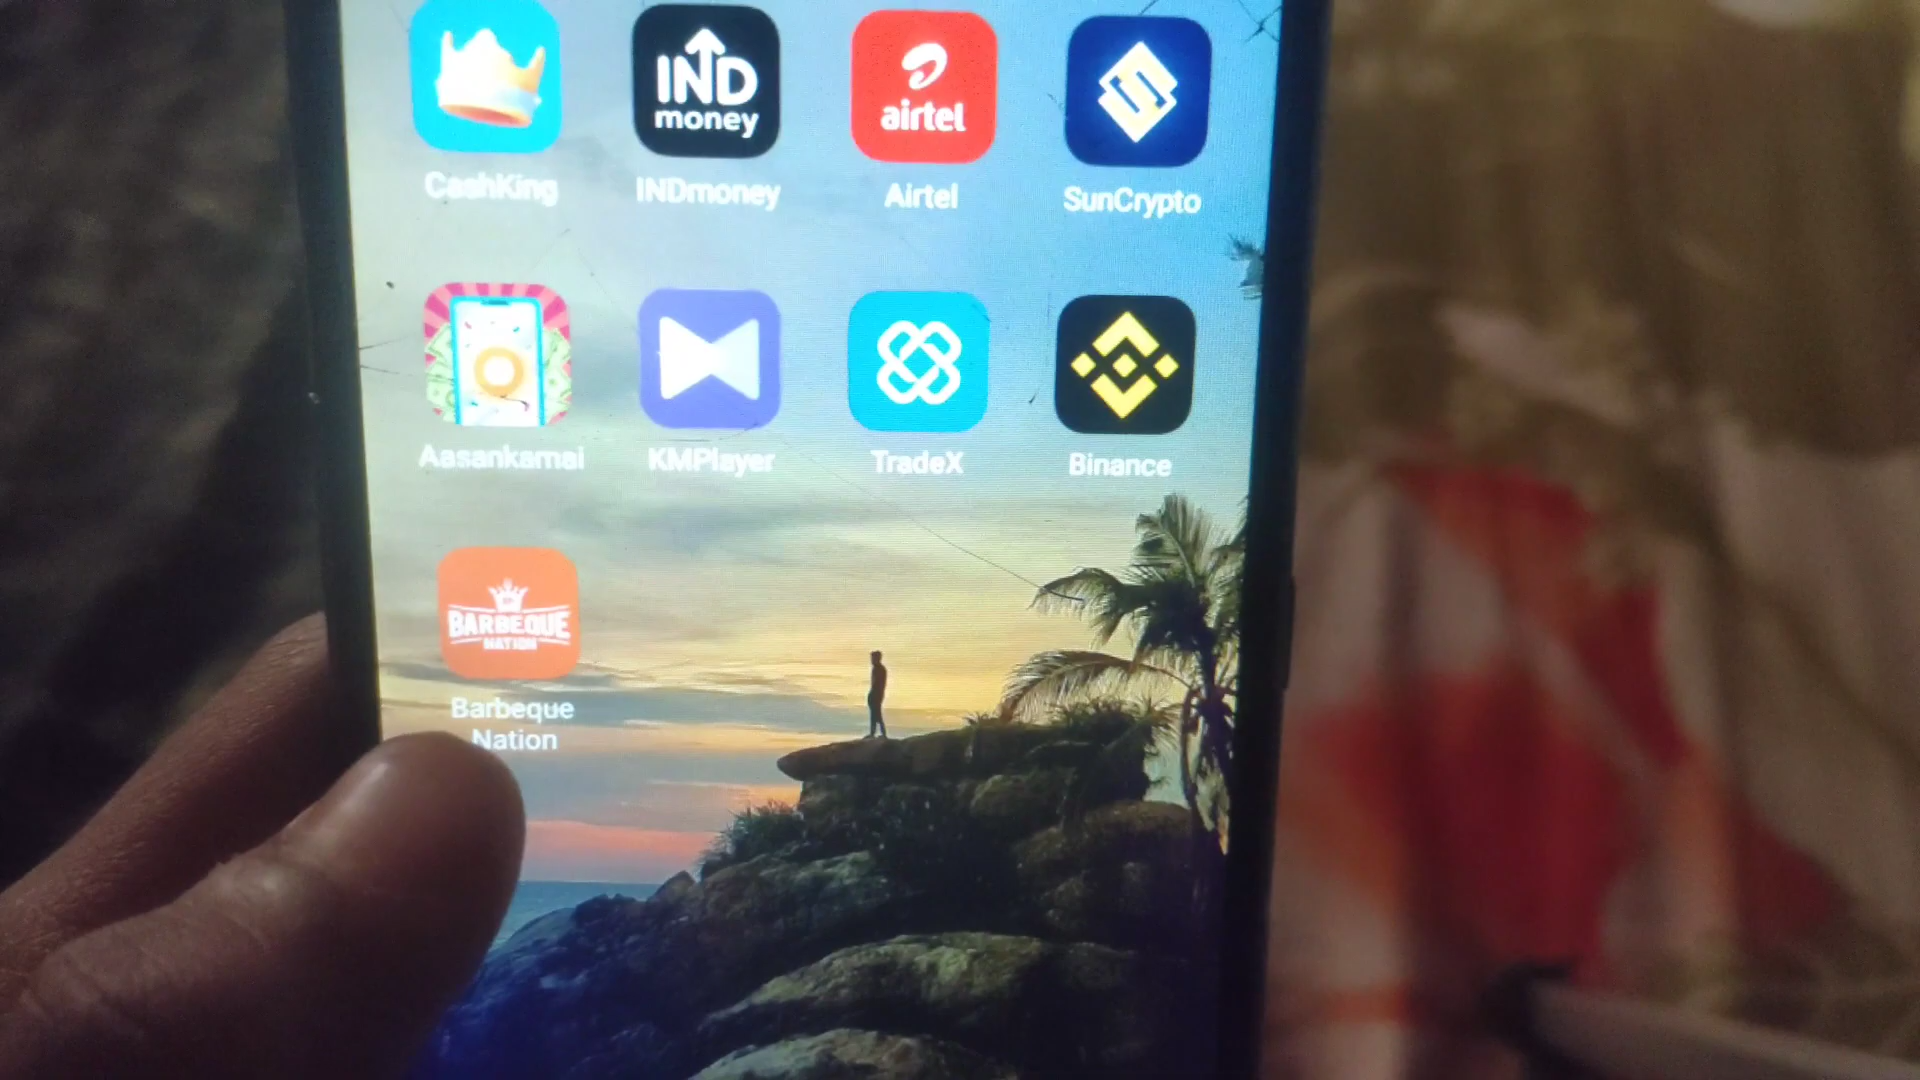 IND
money
airtel
CashKing
INDmoney
Airtel
SunCrypto
Aasankamai
KMPlayer
TradeX
Binance
BARBEQUE
NATION
Barbeque
Nation